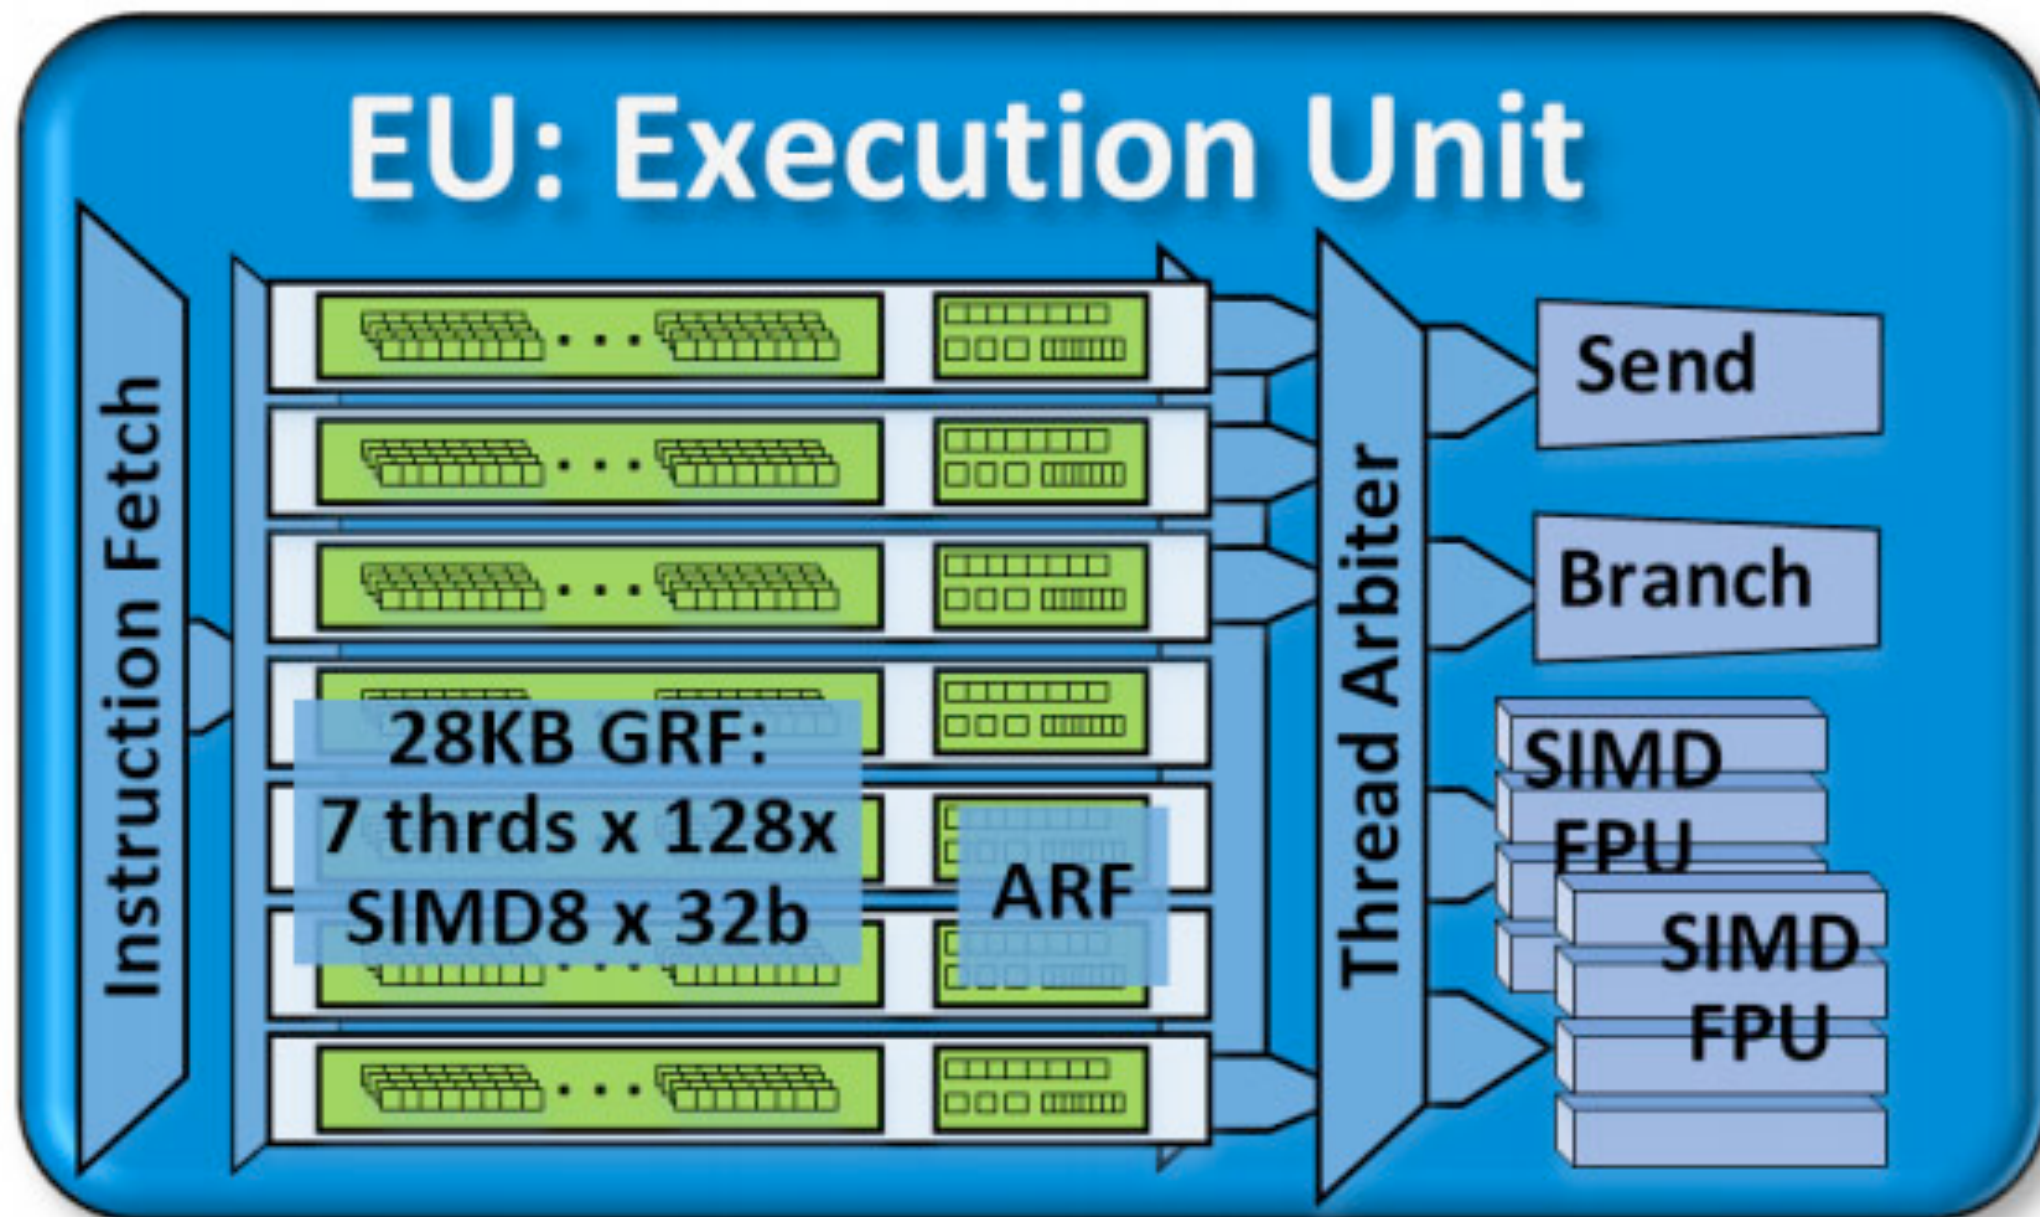 EU: Execution Unit
Instruction Fetch
28KB GRF:
7 thrds x 128x
SIMD8 x 32b
ARF
Thread Arbiter
Send
Branch
SIMD
FPU
SIMD
FPU